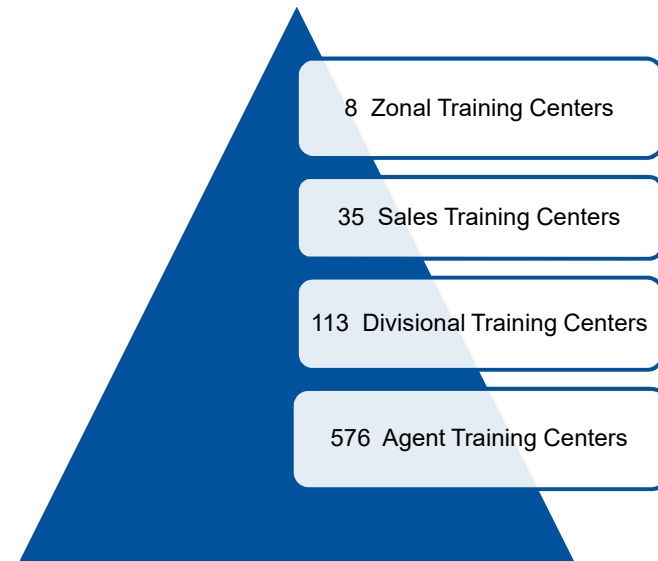 8 Zonal Training Centers
35 Sales Training Centers
113 Divisional Training Centers
576 Agent Training Centers